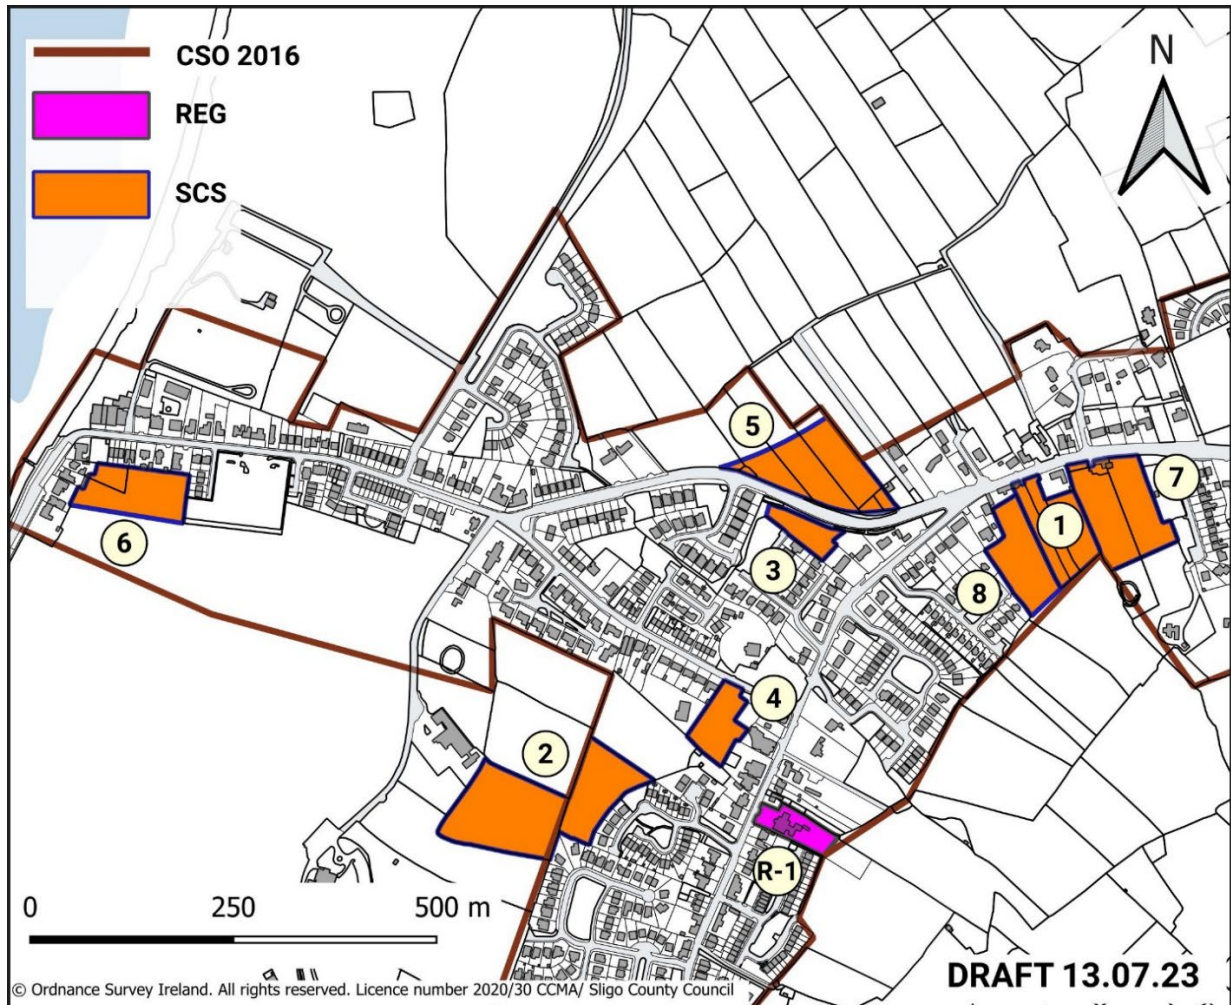 CSO 2016
REG
SCS
N
5
7
1
6
3
8
4
2
R-1
0 250 500 m
DRAFT 13.07.23
© Ordnance Survey Ireland. All rights reserved. Licence number 2020/30 CCMA/ Sligo County Council